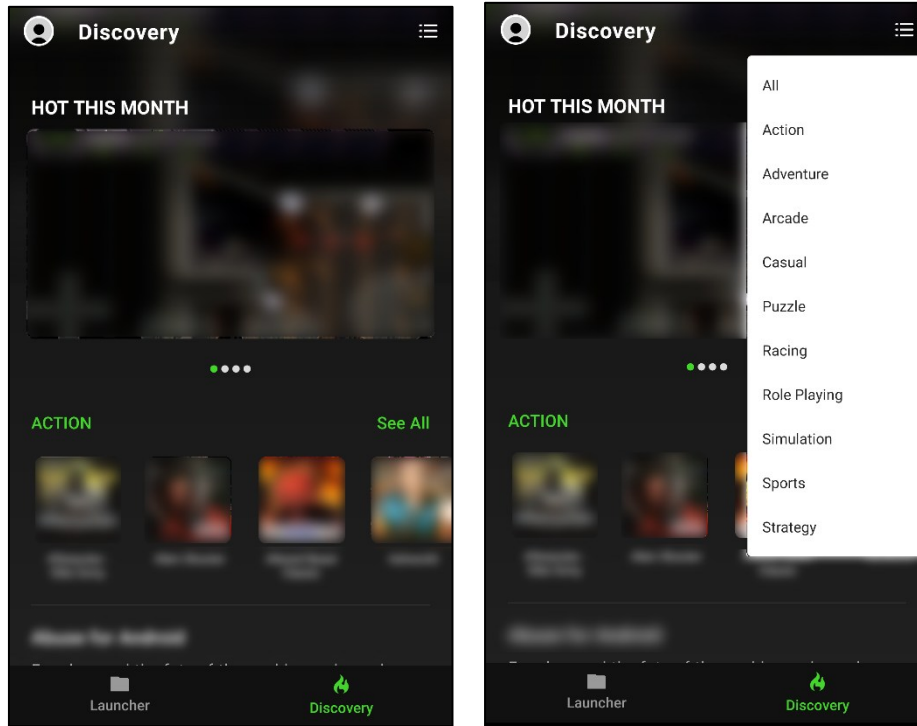 Discovery
HOT THIS MONTH
ACTION
See All
Launcher
Discovery
Discovery
HOT THIS MONTH
ACTION
All
Action
Adventure
Arcade
Casual
Puzzle
Racing
Role Playing
Simulation
Sports
Strategy
Launcher
Discovery